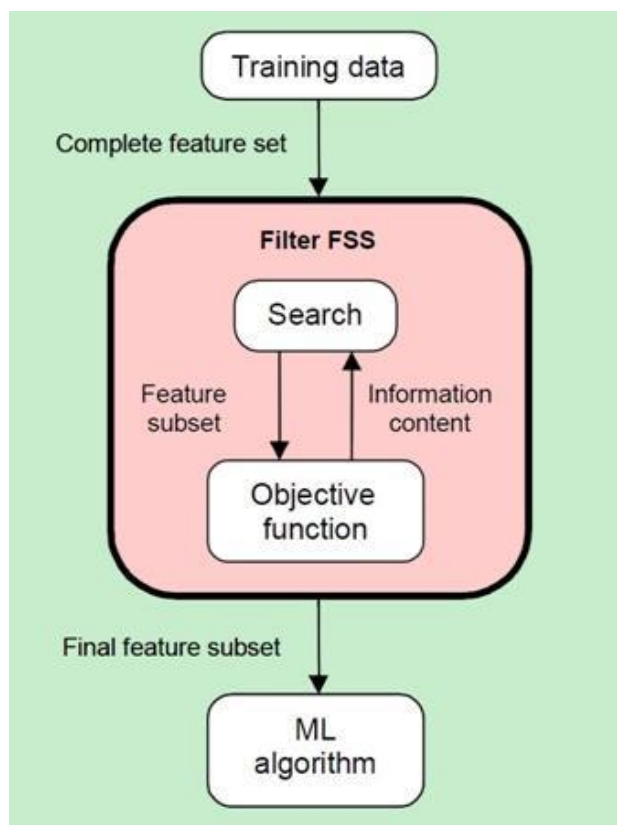 Training data
Complete feature set
Filter FSS
Search
Feature
subset
Information
content
Objective
function
Final feature subset
ML
algorithm